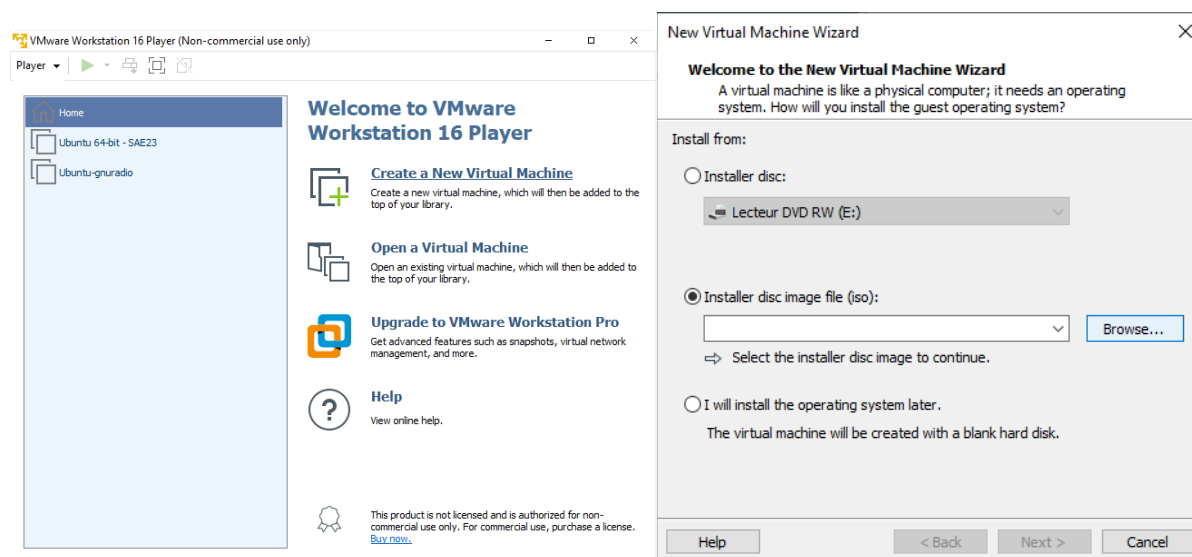 VMware Workstation 16 Player (Non-commercial use only)
Player
Home
Ubuntu 64-bit - SAE23
Ubuntu-gnuradio
Welcome to VMware
Workstation 16 Player
Create a New Virtual Machine
Create a new virtual machine, which will then be added to the
top of your library.
Open a Virtual Machine
Open an existing virtual machine, which will then be added to
the top of your library.
Upgrade to VMware Workstation Pro
Get advanced features such as snapshots, virtual network
management, and more.
Help
View online help.
This product is not licensed and is authorized for non-
commercial use only. For commercial use, purchase a license.
Buy now.
New Virtual Machine Wizard
Welcome to the New Virtual Machine Wizard
A virtual machine is like a physical computer; it needs an operating
system. How will you install the guest operating system?
Install from:
Installer disc:
Lecteur DVD RW (E:)
Installer disc image file (iso):
Browse...
Select the installer disc image to continue.
I will install the operating system later.
The virtual machine will be created with a blank hard disk.
Help
< Back
Next >
Cancel